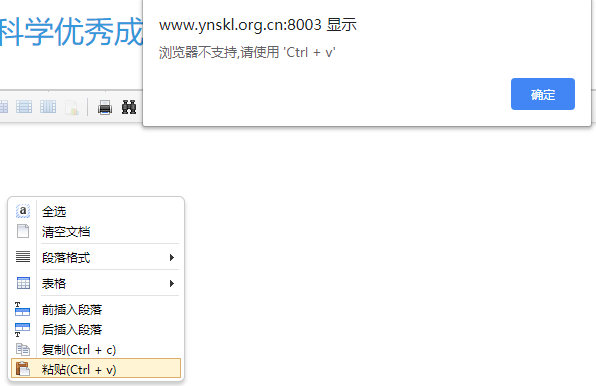 科学优秀成
www.ynskl.org.cn:8003 显示
浏览器不支持,请使用 'Ctrl + v'
确定
全选
清空文档
段落格式
表格
前插入段落
后插入段落
复制(Ctrl + c)
粘贴(Ctrl + v)